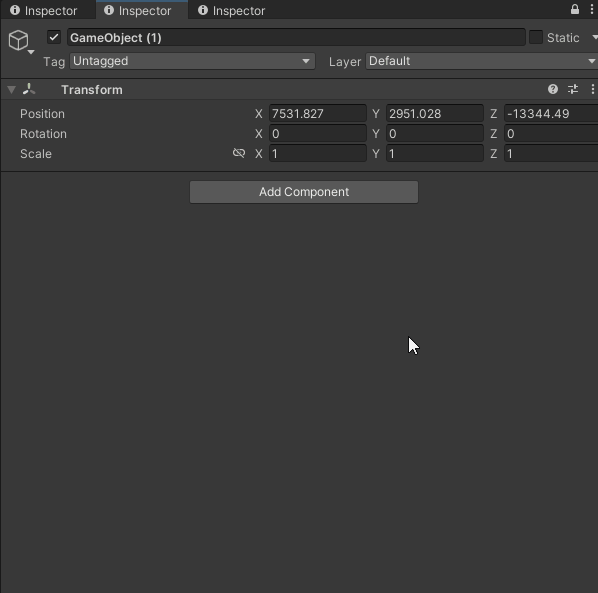 Inspector Inspector Inspector
GameObject (1) Static
Tag Untagged Layer Default
Transform
Position X 7531.827 Y 2951.028 Z -13344.49
Rotation X 0 Y 0 Z 0
Scale X 1 Y 1 Z 1
Add Component